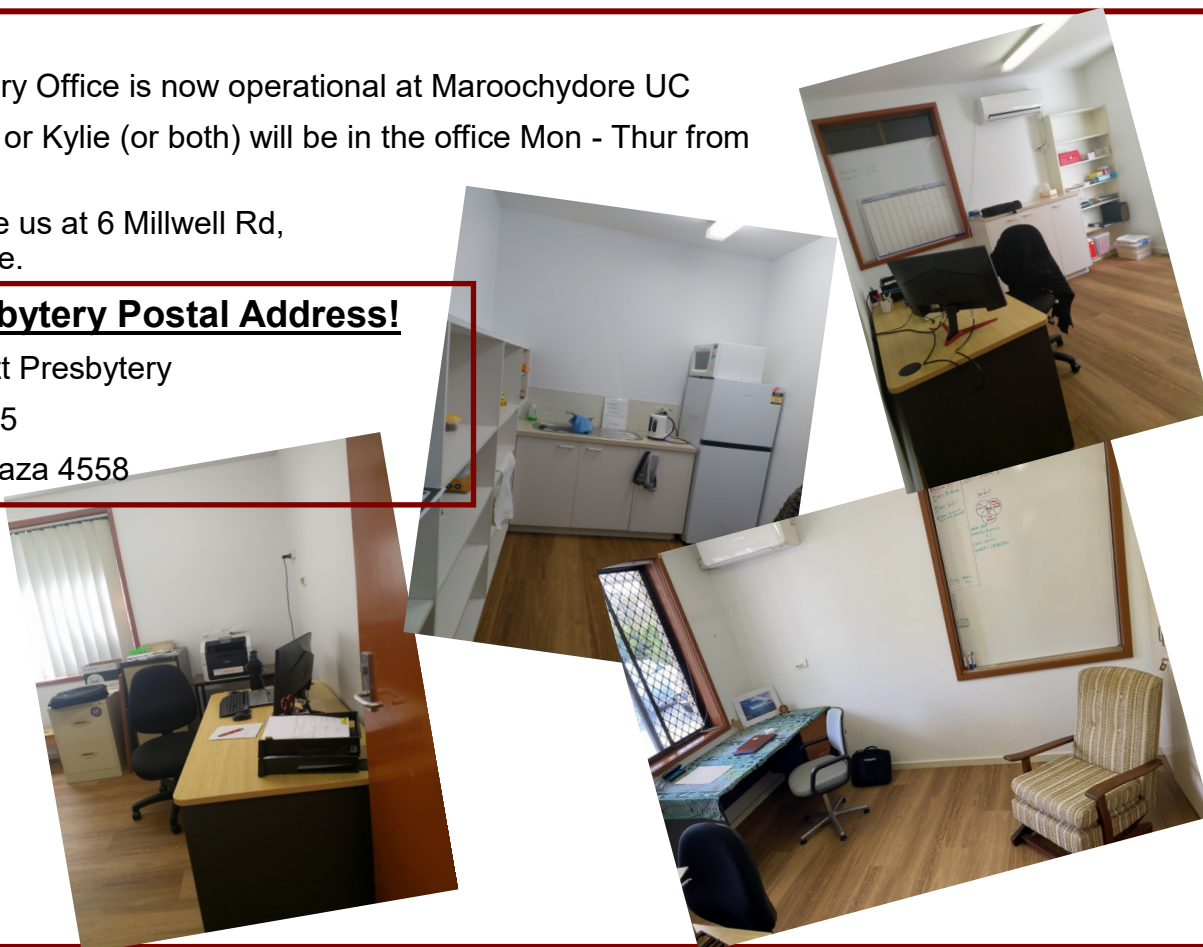 ry Office is now operational at Maroochydore UC
or Kylie (or both) will be in the office Mon - Thur from
e us at 6 Millwell Rd,
e.
bytery Postal Address!
t Presbytery
5
aza 4558